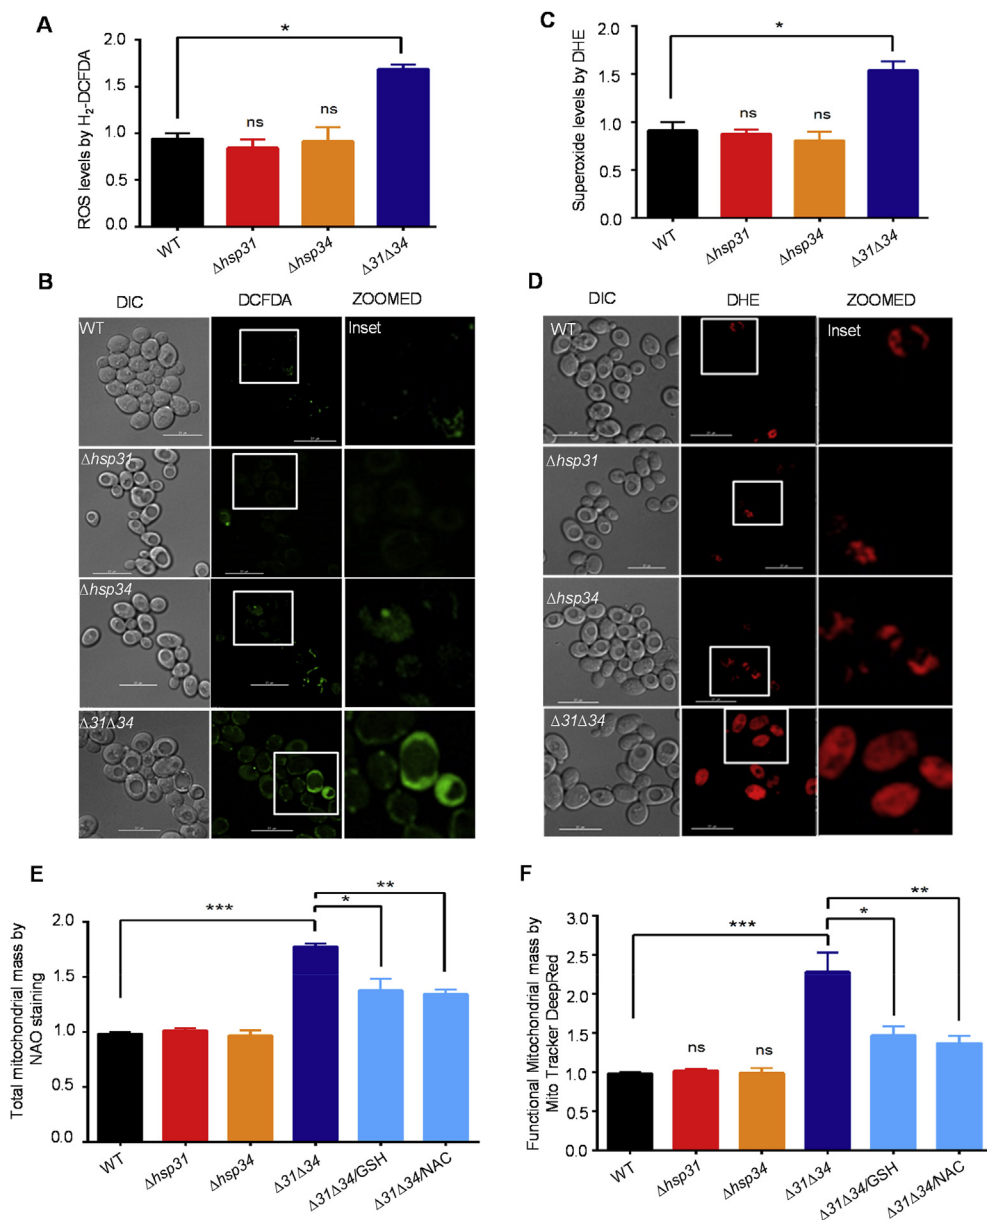 A
ROS levels by H₂-DCFDA
2.0
1.5
1.0
0.5
0.0
*
ns
ns
WT
Δhsp31
Δhsp34
Δ31Δ34
C
Superoxide levels by DHE
2.0
1.5
1.0
0.5
0.0
*
ns
ns
WT
Δhsp31
Δhsp34
Δ31Δ34
B
DIC DCFDA ZOOMED
WT
Inset
Δhsp31
Δhsp34
Δ31Δ34
D
DIC DHE ZOOMED
WT
Inset
Δhsp31
Δhsp34
Δ31Δ34
E
Total mitochondrial mass by
NAO staining
2.0
1.5
1.0
0.5
0.0
***
*
**
WT
Δhsp31
Δhsp34
Δ31Δ34
Δ31Δ34/GSH
Δ31Δ34/NAC
F
Functional Mitochondrial mass by
Mito Tracker DeepRed
3.0
2.5
2.0
1.5
1.0
0.5
0.0
***
*
**
ns
ns
WT
Δhsp31
Δhsp34
Δ31Δ34
Δ31Δ34/GSH
Δ31Δ34/NAC